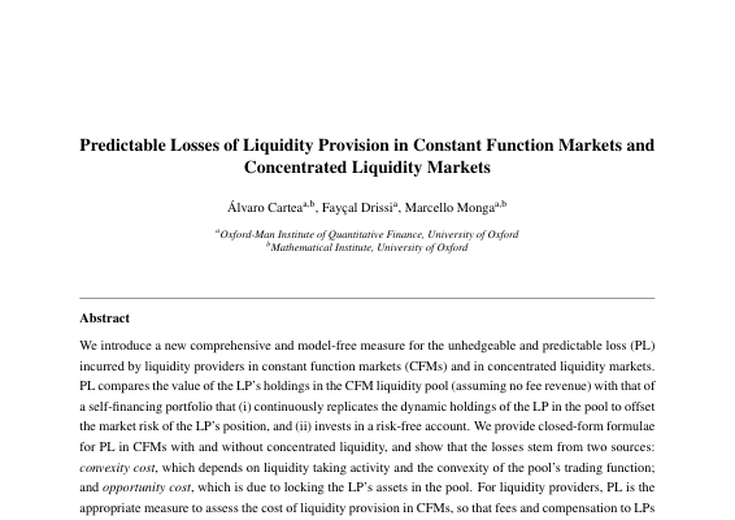 Predictable Losses of Liquidity Provision in Constant Function Markets and
Concentrated Liquidity Markets
Álvaro Carteaᵃ,ᵇ, Fayçal Drissiᵃ, Marcello Mongaᵃ,ᵇ
ᵃOxford-Man Institute of Quantitative Finance, University of Oxford
ᵇMathematical Institute, University of Oxford
Abstract
We introduce a new comprehensive and model-free measure for the unhedgeable and predictable loss (PL)
incurred by liquidity providers in constant function markets (CFMs) and in concentrated liquidity markets.
PL compares the value of the LP's holdings in the CFM liquidity pool (assuming no fee revenue) with that of
a self-financing portfolio that (i) continuously replicates the dynamic holdings of the LP in the pool to offset
the market risk of the LP's position, and (ii) invests in a risk-free account. We provide closed-form formulae
for PL in CFMs with and without concentrated liquidity, and show that the losses stem from two sources:
convexity cost, which depends on liquidity taking activity and the convexity of the pool's trading function;
and opportunity cost, which is due to locking the LP's assets in the pool. For liquidity providers, PL is the
appropriate measure to assess the cost of liquidity provision in CFMs, so that fees and compensation to LPs